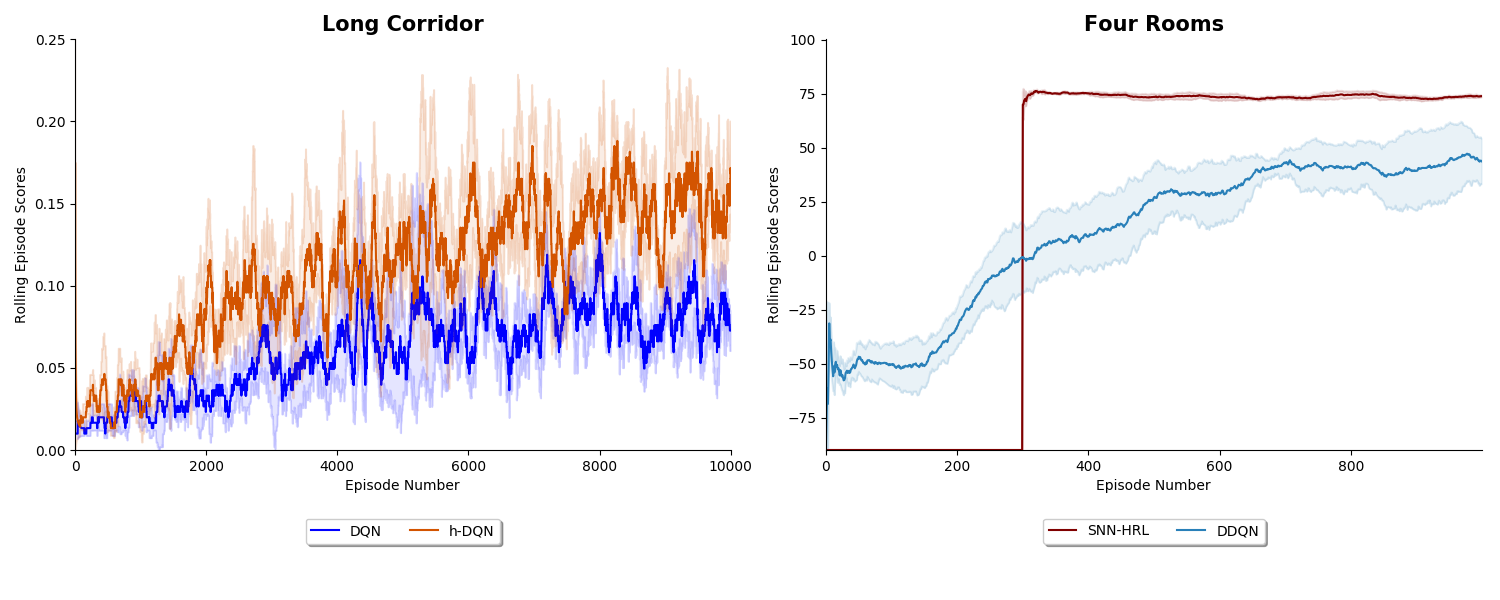 Long Corridor
Four Rooms
Rolling Episode Scores
0.25
0.20
0.15
0.10
0.05
0.00
0
2000
4000
6000
8000
10000
Episode Number
DQN
h-DQN
Rolling Episode Scores
100
75
50
25
0
−25
−50
−75
0
200
400
600
800
Episode Number
SNN-HRL
DDQN